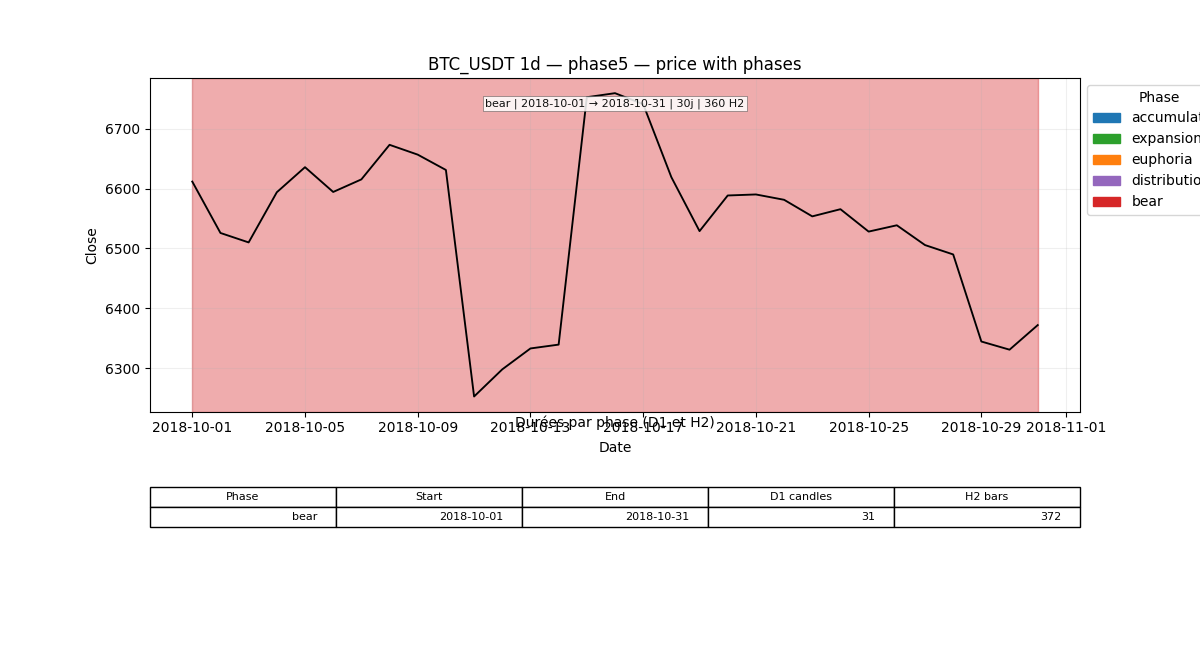 BTC_USDT 1d — phase5 — price with phases
bear | 2018-10-01 → 2018-10-31 | 30j | 360 H2
Close
6700
6600
6500
6400
6300
Phase
accumulat
expansion
euphoria
distributio
bear
Durées par phase (D1 et H2)
2018-10-01 2018-10-05 2018-10-09 2018-10-13 2018-10-17 2018-10-21 2018-10-25 2018-10-29 2018-11-01
Date
Phase Start End D1 candles H2 bars
bear 2018-10-01 2018-10-31 31 372